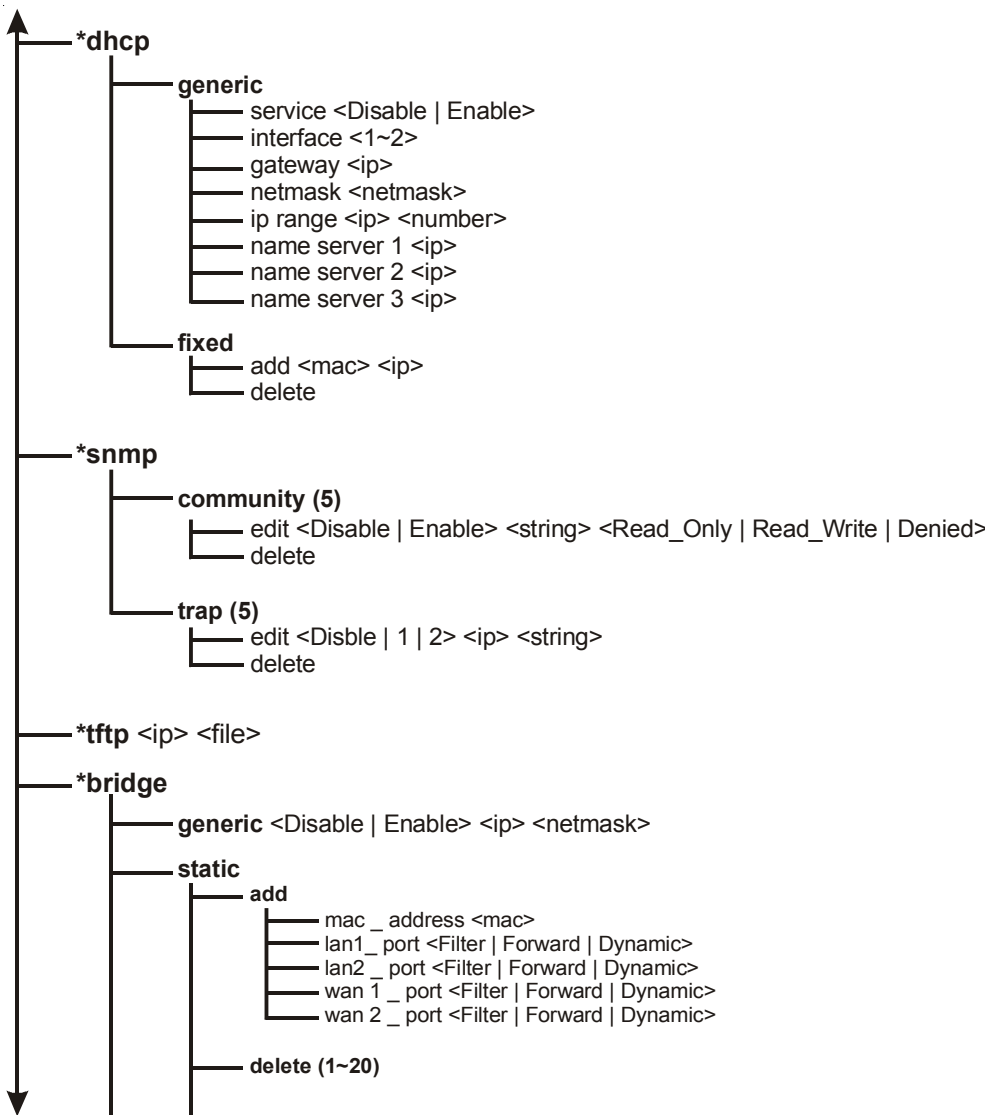 *dhcp
generic
service <Disable | Enable>
interface <1~2>
gateway <ip>
netmask <netmask>
ip range <ip> <number>
name server 1 <ip>
name server 2 <ip>
name server 3 <ip>
fixed
add <mac> <ip>
delete
*snmp
community (5)
edit <Disable | Enable> <string> <Read_Only | Read_Write | Denied>
delete
trap (5)
edit <Disble | 1 | 2> <ip> <string>
delete
*tftp <ip> <file>
*bridge
generic <Disable | Enable> <ip> <netmask>
static
add
mac _ address <mac>
lan1_ port <Filter | Forward | Dynamic>
lan2 _ port <Filter | Forward | Dynamic>
wan 1 _ port <Filter | Forward | Dynamic>
wan 2 _ port <Filter | Forward | Dynamic>
delete (1~20)